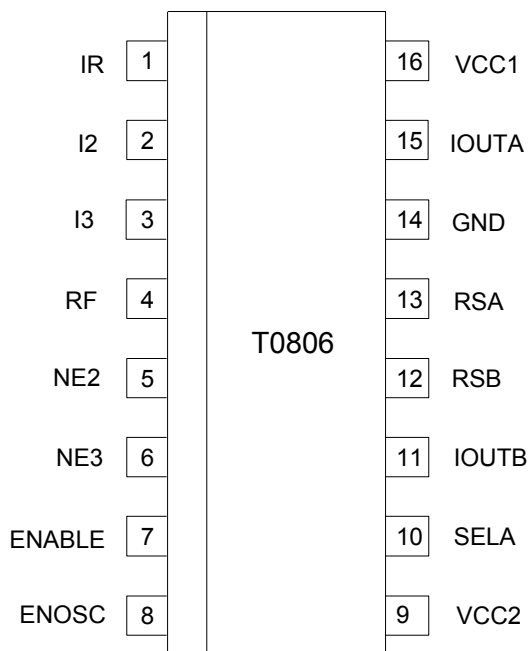 IR 1 16 VCC1
I2 2 15 IOUTA
I3 3 14 GND
RF 4 13 RSA
T0806
NE2 5 12 RSB
NE3 6 11 IOUTB
ENABLE 7 10 SELA
ENOSC 8 9 VCC2